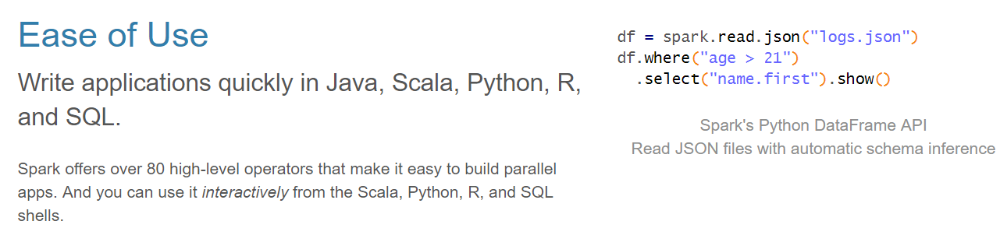 Ease of Use
Write applications quickly in Java, Scala, Python, R,
and SQL.
Spark offers over 80 high-level operators that make it easy to build parallel
apps. And you can use it interactively from the Scala, Python, R, and SQL
shells.
df = spark.read.json("logs.json")
df.where("age > 21")
  .select("name.first").show()
Spark's Python DataFrame API
Read JSON files with automatic schema inference